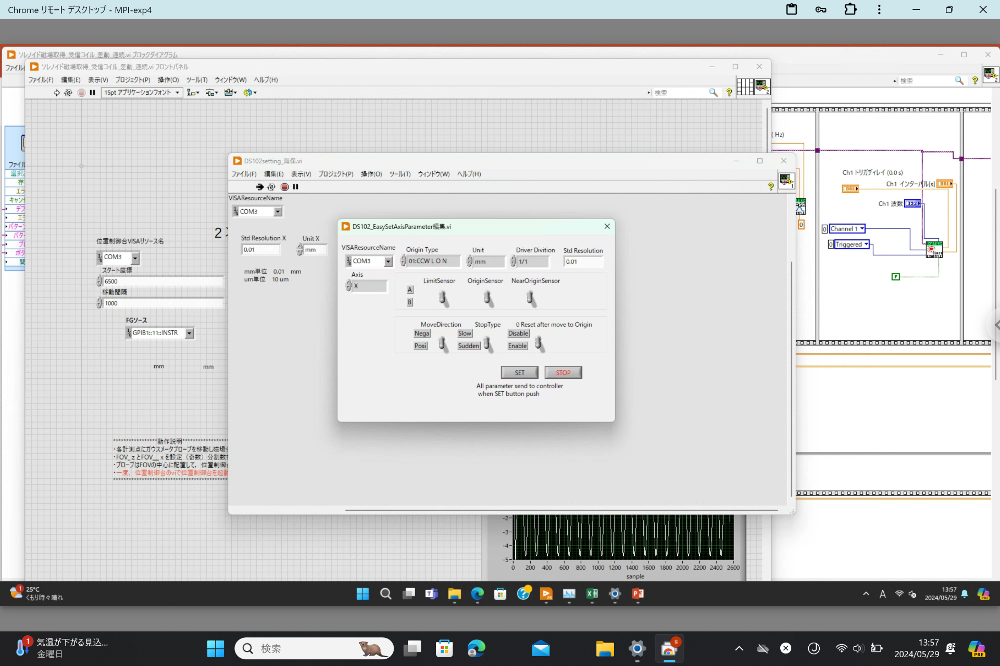 Chrome リモート デスクトップ - MPI-exp4
ソレノイド磁場取得_受信コイル_差動_連続.vi ブロックダイアグラム
ファイル(
ソレノイド磁場取得_受信コイル_差動_連続.vi フロントパネル
ファイル(F) 編集(E) 表示(V) プロジェクト(P) 操作(O) ツール(T) ウィンドウ(W) ヘルプ(H)
15pt アプリケーションフォント
検索
検索
ファイル
選択
存
エラ
キャンセ
デフ
エラ
パターン
パタ
プロ
ボタ
開
2
位置制御台VISAリソース名
COM3
スタート座標
6500
移動間隔
1000
FGソース
GPIB1::11::INSTR
mm mm
****************動作説明****************
・各計測点にガウスメータプローブを移動し磁場
・FOV_zとFOV__xを設定（奇数）分割数
・プローブはFOVの中心に配置して，位置制御
・一度，位置制御台のviで位置制御台を起動
DS102setting_海保.vi
ファイル(F) 編集(E) 表示(V) プロジェクト(P) 操作(O) ツール(T) ウィンドウ(W) ヘルプ(H)
VISAResourceName
COM3
Std Resolution X Unit X
0.01 mm
mm単位 0.01 mm
um単位 10 um
DS102_EasySetAxisParameter編集.vi
VISAResourceName Origin Type Unit Driver Divition Std Resolution
COM3 01:CCW L O N mm 1/1 0.01
Axis
X
LimitSensor OriginSensor NearOriginSensor
A
B
MoveDirection StopType 0 Reset after move to Origin
Nega Slow Disable
Posi Sudden Enable
SET STOP
All parameter send to controller
when SET button push
( Hz)
Ch1 トリガディレイ (0.0 s)
DBL
Ch1 インターバル[s] DBL
Ch1 波数 I32
0 Channel 1
0 Triggered
TKAFG3K
BURST
EXAMPLE
F
0
-2
-3
-4
-5
0 200 400 600 800 1000 1200 1400 1600 1800 2000 2200 2400 2600
sanple
1
25°C
くもり時々晴れ
A
13:57
2024/05/29
PRE
1
気温が下がる見込...
金曜日
検索
13:57
2024/05/29
PRE